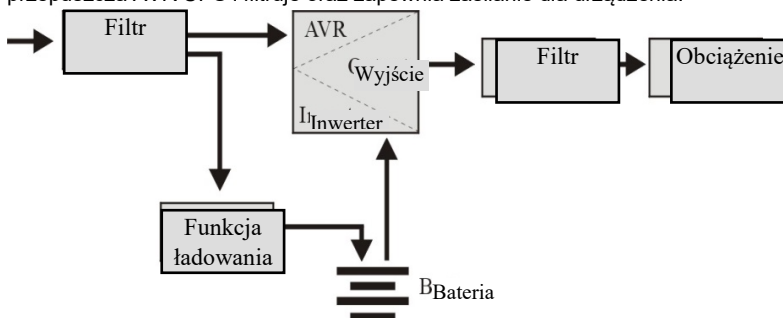 Filtr
AVR
Wyjście
Inwerter
Filtr
Obciążenie
Funkcja
ładowania
Bateria